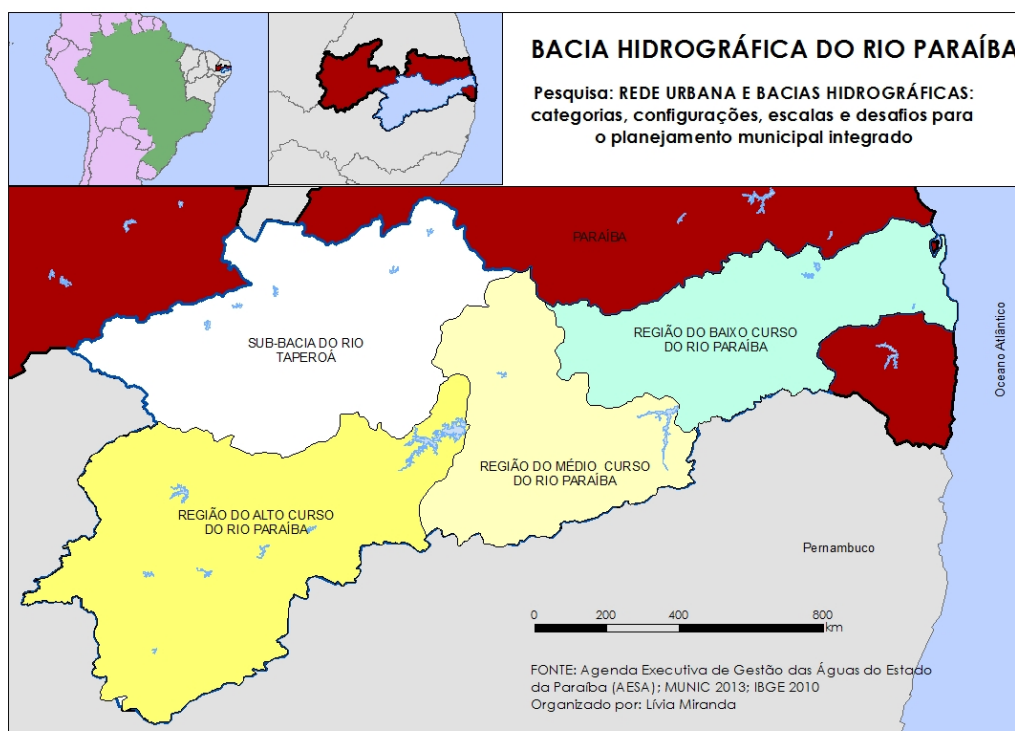 BACIA HIDROGRÁFICA DO RIO PARAÍBA
Pesquisa: REDE URBANA E BACIAS HIDROGRÁFICAS:
categorias, configurações, escalas e desafios para
o planejamento municipal integrado
PARAÍBA
SUB-BACIA DO RIO
TAPEROÁ
REGIÃO DO BAIXO CURSO
DO RIO PARAÍBA
Oceano Atlântico
REGIÃO DO MÉDIO CURSO
DO RIO PARAÍBA
REGIÃO DO ALTO CURSO
DO RIO PARAÍBA
Pernambuco
0 200 400 800
km
FONTE: Agenda Executiva de Gestão das Águas do Estado
da Paraíba (AESA); MUNIC 2013; IBGE 2010
Organizado por: Lívia Miranda